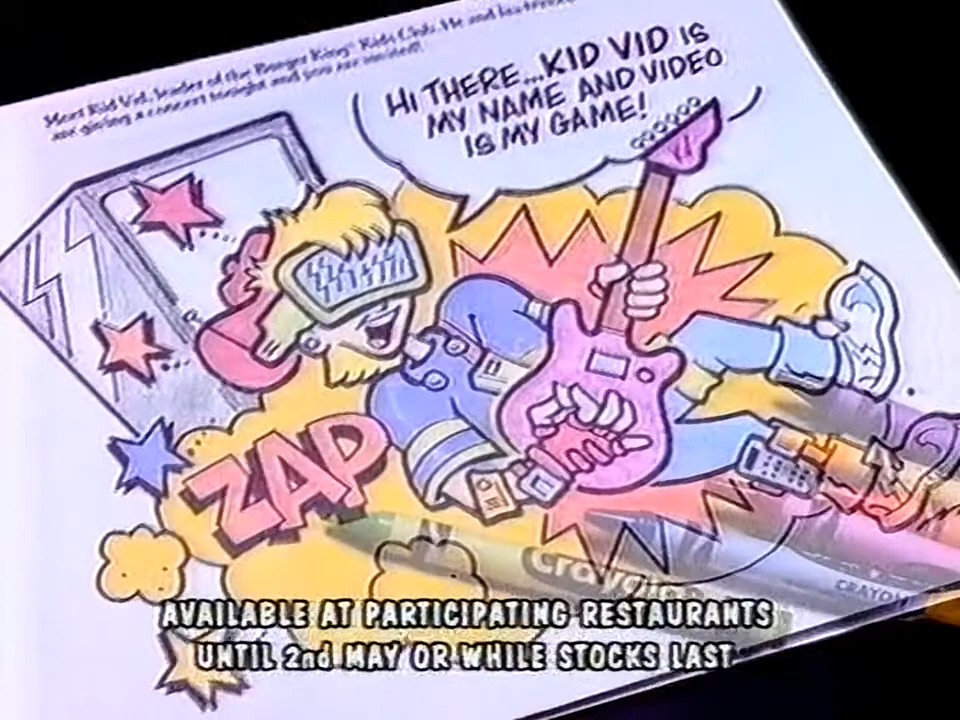 Meet Kid Vid, leader of the Burger King® Kids Club. He and his
are giving a concert tonight and you are invited!
HI THERE...KID VID IS
MY NAME AND VIDEO
IS MY GAME!
ZAP
Crayola
CRAYOLA
AVAILABLE AT PARTICIPATING RESTAURANTS
UNTIL 2nd MAY OR WHILE STOCKS LAST